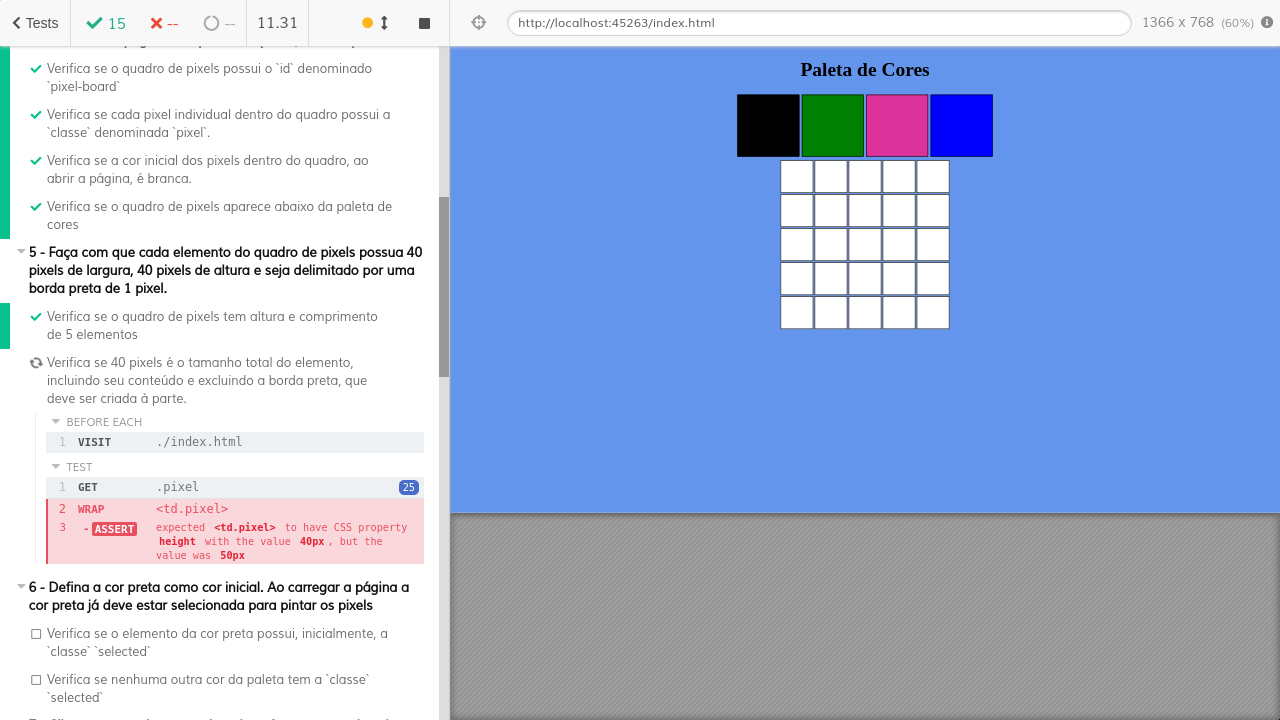 Tests
15
--
--
11.31
http://localhost:45263/index.html
1366 x 768 (60%)
Verifica se o quadro de pixels possui o `id` denominado
`pixel-board`
Verifica se cada pixel individual dentro do quadro possui a
`classe` denominada `pixel`.
Verifica se a cor inicial dos pixels dentro do quadro, ao
abrir a página, é branca.
Verifica se o quadro de pixels aparece abaixo da paleta de
cores
5 - Faça com que cada elemento do quadro de pixels possua 40
pixels de largura, 40 pixels de altura e seja delimitado por uma
borda preta de 1 pixel.
Verifica se o quadro de pixels tem altura e comprimento
de 5 elementos
Verifica se 40 pixels é o tamanho total do elemento,
incluindo seu conteúdo e excluindo a borda preta, que
deve ser criada à parte.
BEFORE EACH
1 VISIT ./index.html
TEST
1 GET .pixel 25
2 WRAP <td.pixel>
3 -ASSERT expected <td.pixel> to have CSS property
height with the value 40px, but the
value was 50px
6 - Defina a cor preta como cor inicial. Ao carregar a página a
cor preta já deve estar selecionada para pintar os pixels
Verifica se o elemento da cor preta possui, inicialmente, a
`classe` `selected`
Verifica se nenhuma outra cor da paleta tem a `classe`
`selected`
Paleta de Cores